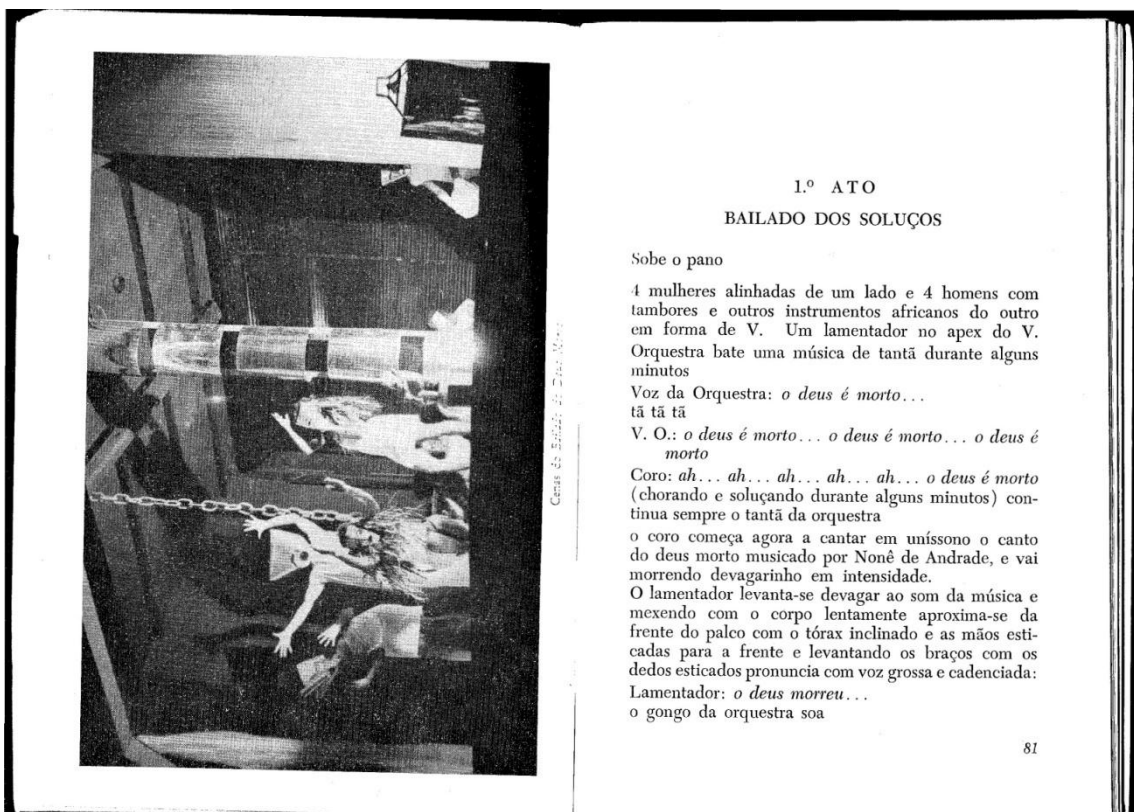 Cenas do Bailado do Deus Morto
1.º ATO
BAILADO DOS SOLUÇOS
Sobe o pano
4 mulheres alinhadas de um lado e 4 homens com
tambores e outros instrumentos africanos do outro
em forma de V. Um lamentador no apex do V.
Orquestra bate uma música de tantã durante alguns
minutos
Voz da Orquestra: o deus é morto...
tã tã tã
V. O.: o deus é morto... o deus é morto... o deus é
morto
Coro: ah... ah... ah... ah... ah... o deus é morto
(chorando e soluçando durante alguns minutos) con-
tinua sempre o tantã da orquestra
o coro começa agora a cantar em uníssono o canto
do deus morto musicado por Nonê de Andrade, e vai
morrendo devagarinho em intensidade.
O lamentador levanta-se devagar ao som da música e
mexendo com o corpo lentamente aproxima-se da
frente do palco com o tórax inclinado e as mãos esti-
cadas para a frente e levantando os braços com os
dedos esticados pronuncia com voz grossa e cadenciada:
Lamentador: o deus morreu...
o gongo da orquestra soa
81